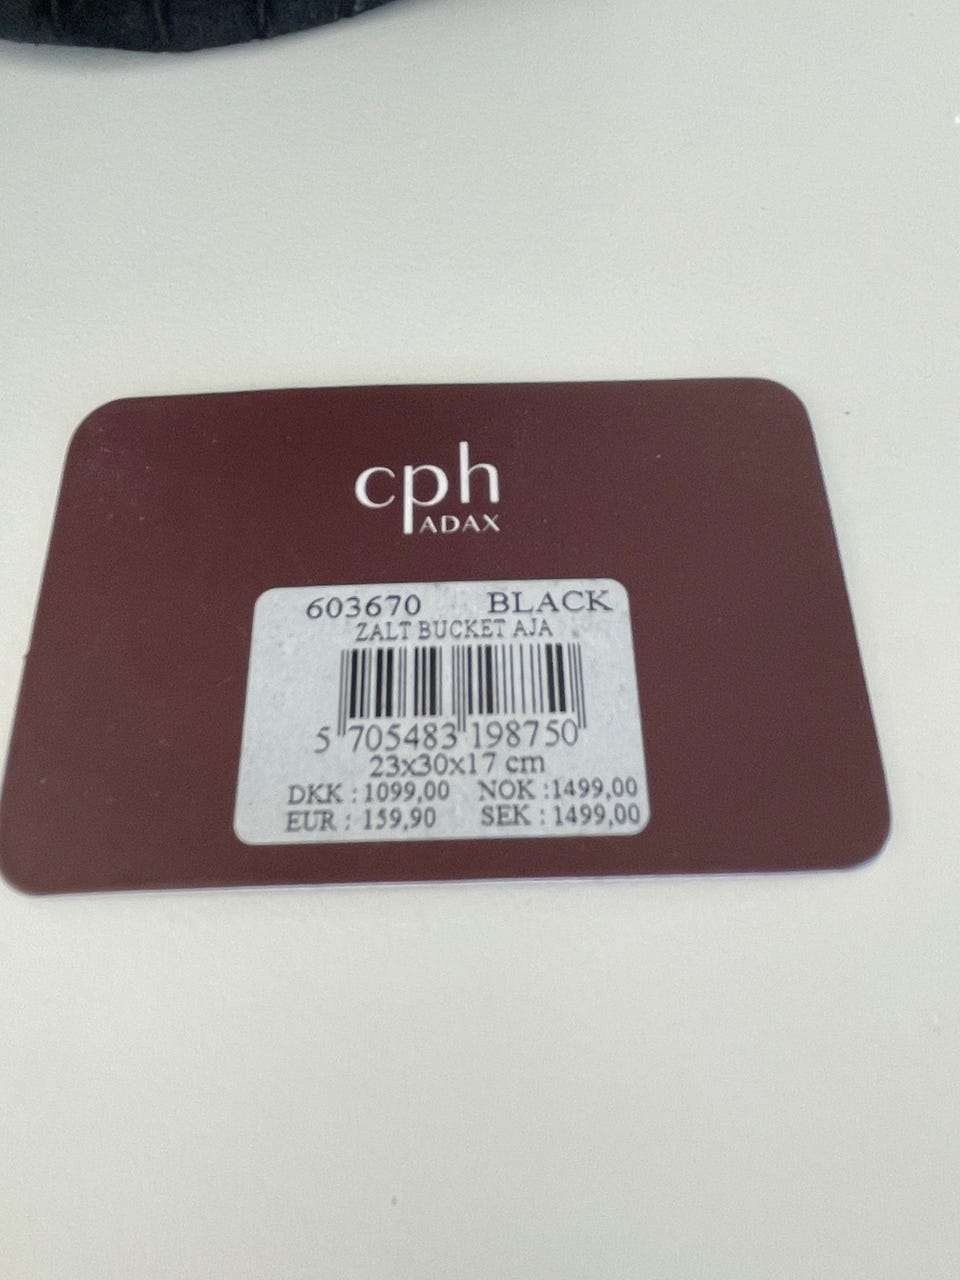 cph
ADAX
603670 BLACK
ZALT BUCKET AJA
5 705483 198750
23x30x17 cm
DKK : 1099,00 NOK :1499,00
EUR : 159,90 SEK : 1499,00